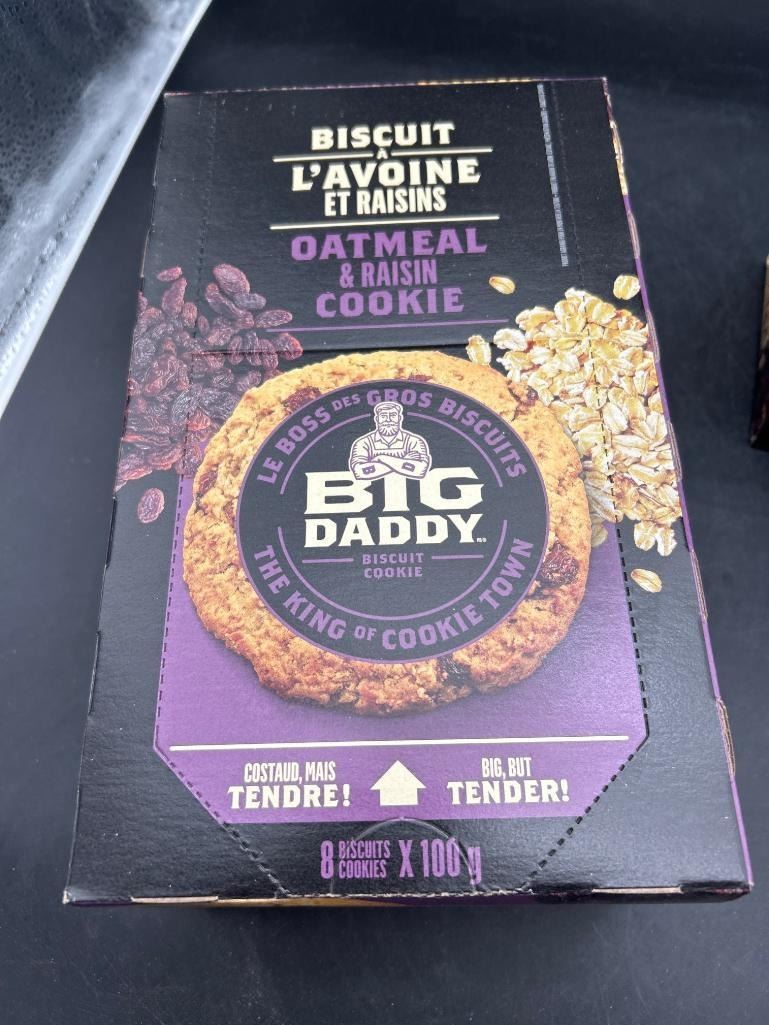 BISCUIT
À
L'AVOINE
ET RAISINS
OATMEAL
& RAISIN
COOKIE
LE BOSS DES GROS BISCUITS
BIG
DADDY
BISCUIT
COOKIE
THE KING OF COOKIE TOWN
COSTAUD, MAIS
TENDRE!
BIG, BUT
TENDER!
8 BISCUITS COOKIES X 100 g